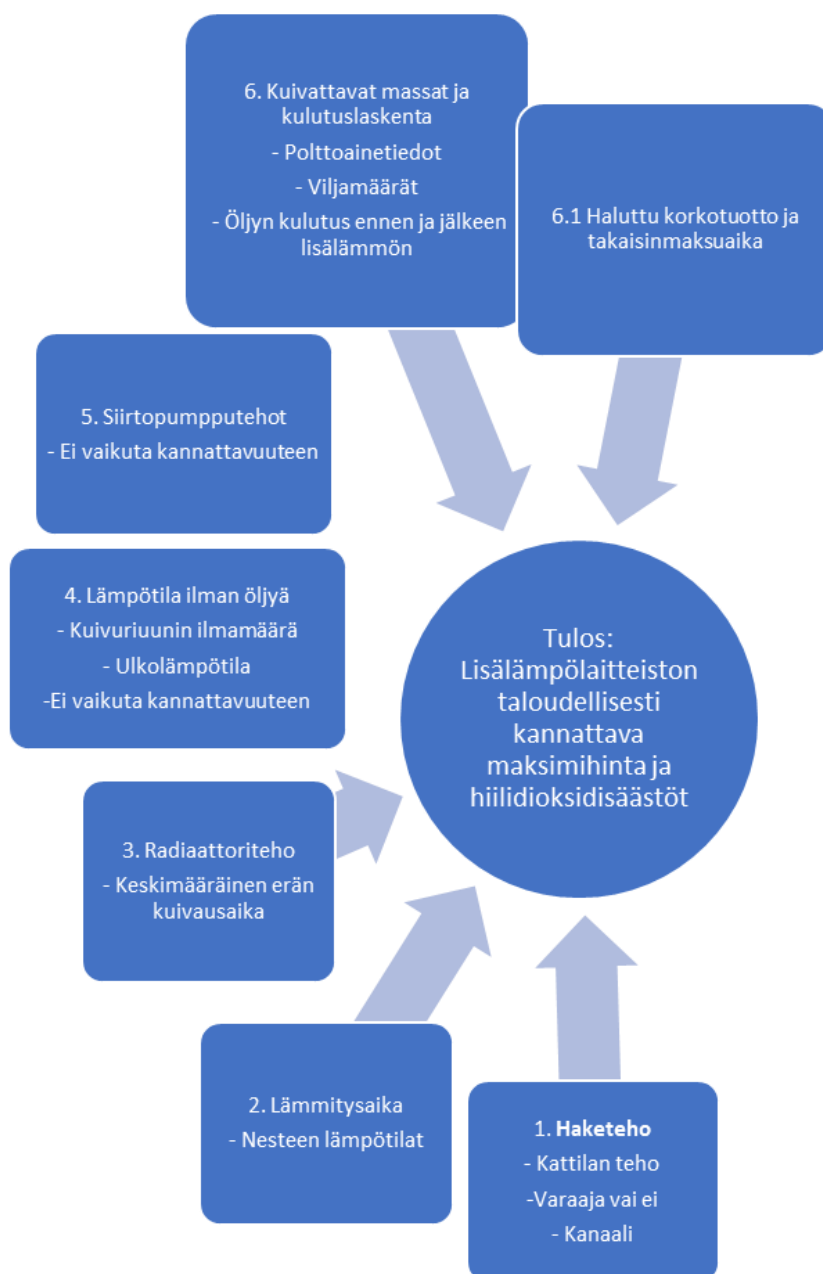 6. Kuivattavat massat ja
kulutuslaskenta
- Polttoainetiedot
- Viljamäärät
- Öljyn kulutus ennen ja jälkeen
lisälämmön
6.1 Haluttu korkotuotto ja
takaisinmaksuaika
5. Siirtopumpputehot
- Ei vaikuta kannattavuuteen
4. Lämpötila ilman öljyä
- Kuivuriuunin ilmamäärä
- Ulkolämpötila
-Ei vaikuta kannattavuuteen
Tulos:
Lisälämpölaitteiston
taloudellisesti
kannattava
maksimihinta ja
hiilidioksidisäästöt
3. Radiaattoriteho
- Keskimääräinen erän
kuivausaika
2. Lämmitysaika
- Nesteen lämpötilat
1. Haketeho
- Kattilan teho
-Varaaja vai ei
- Kanaali